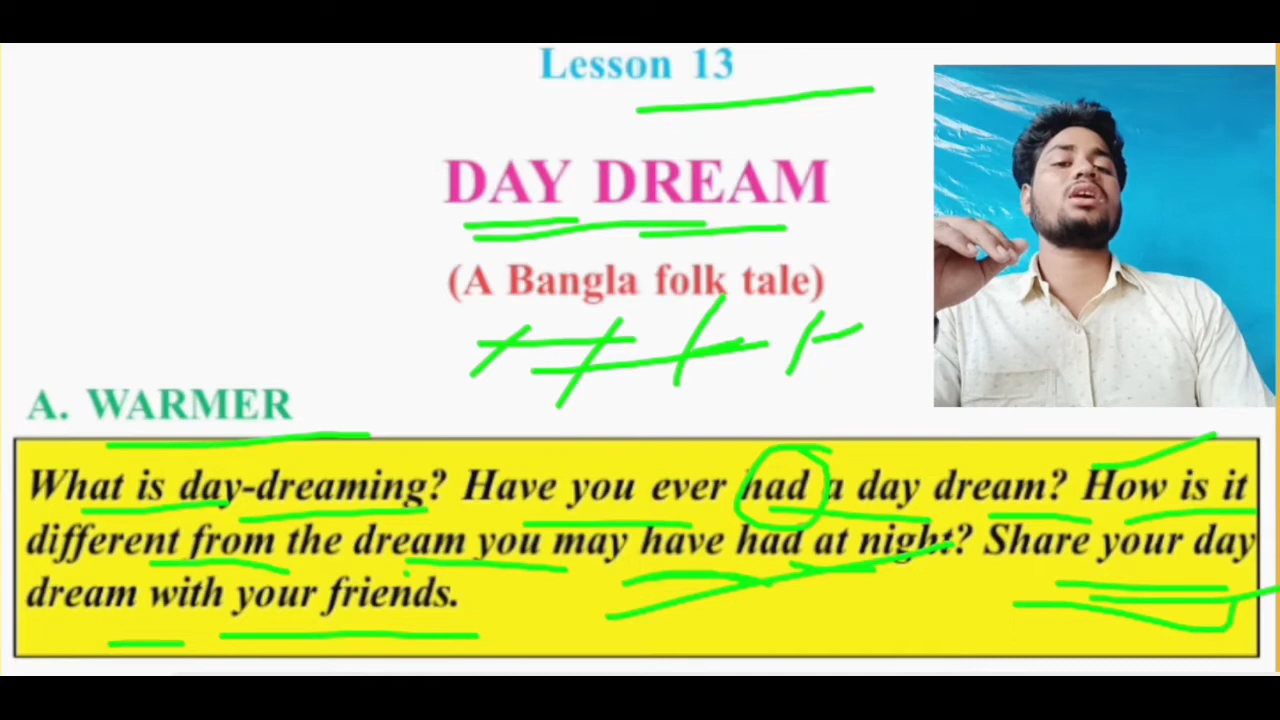 Lesson 13
DAY DREAM
(A Bangla folk tale)
A. WARMER
What is day-dreaming? Have you ever had a day dream? How is it
different from the dream you may have had at night? Share your day
dream with your friends.